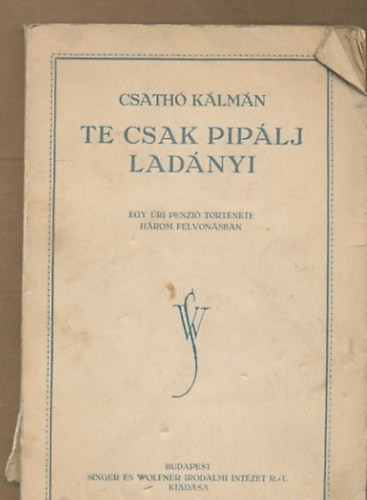 CSATHÓ KÁLMÁN
TE CSAK PIPÁLJ
LADÁNYI
EGY ÚRI PENZIÓ TÖRTÉNETE
HÁROM FELVONÁSBAN
SW
BUDAPEST
SINGER ÉS WOLFNER IRODALMI INTÉZET R.-T.
KIADÁSA